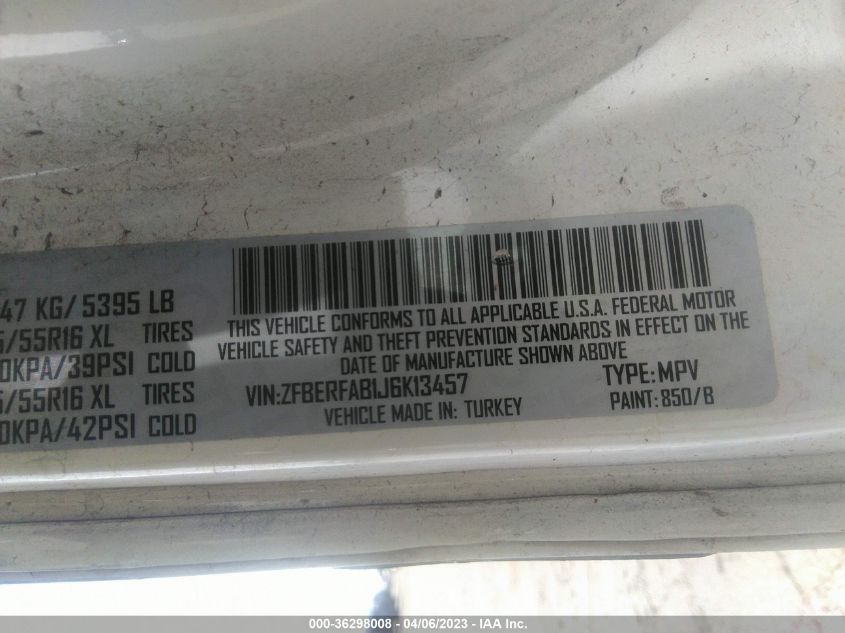 47 KG/ 5395 LB
/55R16 XL TIRES
0KPA/39PSI COLD
/55R16 XL TIRES
0KPA/42PSI COLD
THIS VEHICLE CONFORMS TO ALL APPLICABLE U.S.A. FEDERAL MOTOR
VEHICLE SAFETY AND THEFT PREVENTION STANDARDS IN EFFECT ON THE
DATE OF MANUFACTURE SHOWN ABOVE
VIN:ZFBERFAB1J6K13457 TYPE:MPV
VEHICLE MADE IN: TURKEY PAINT: 850/B
000-36298008 - 04/06/2023 - IAA Inc.